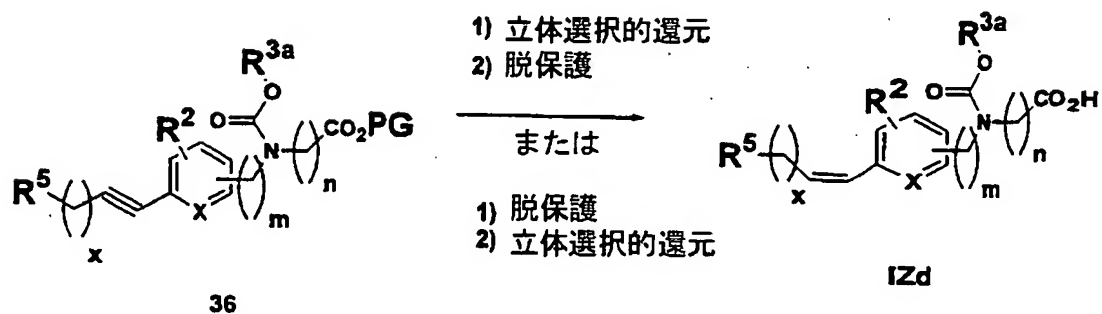 1) 立体選択的還元
2) 脱保護
または
1) 脱保護
2) 立体選択的還元
R3a
O
O
N
R2
CO2PG
n
m
X
R5
x
36
R3a
O
O
N
R2
CO2H
n
m
X
R5
x
IZd